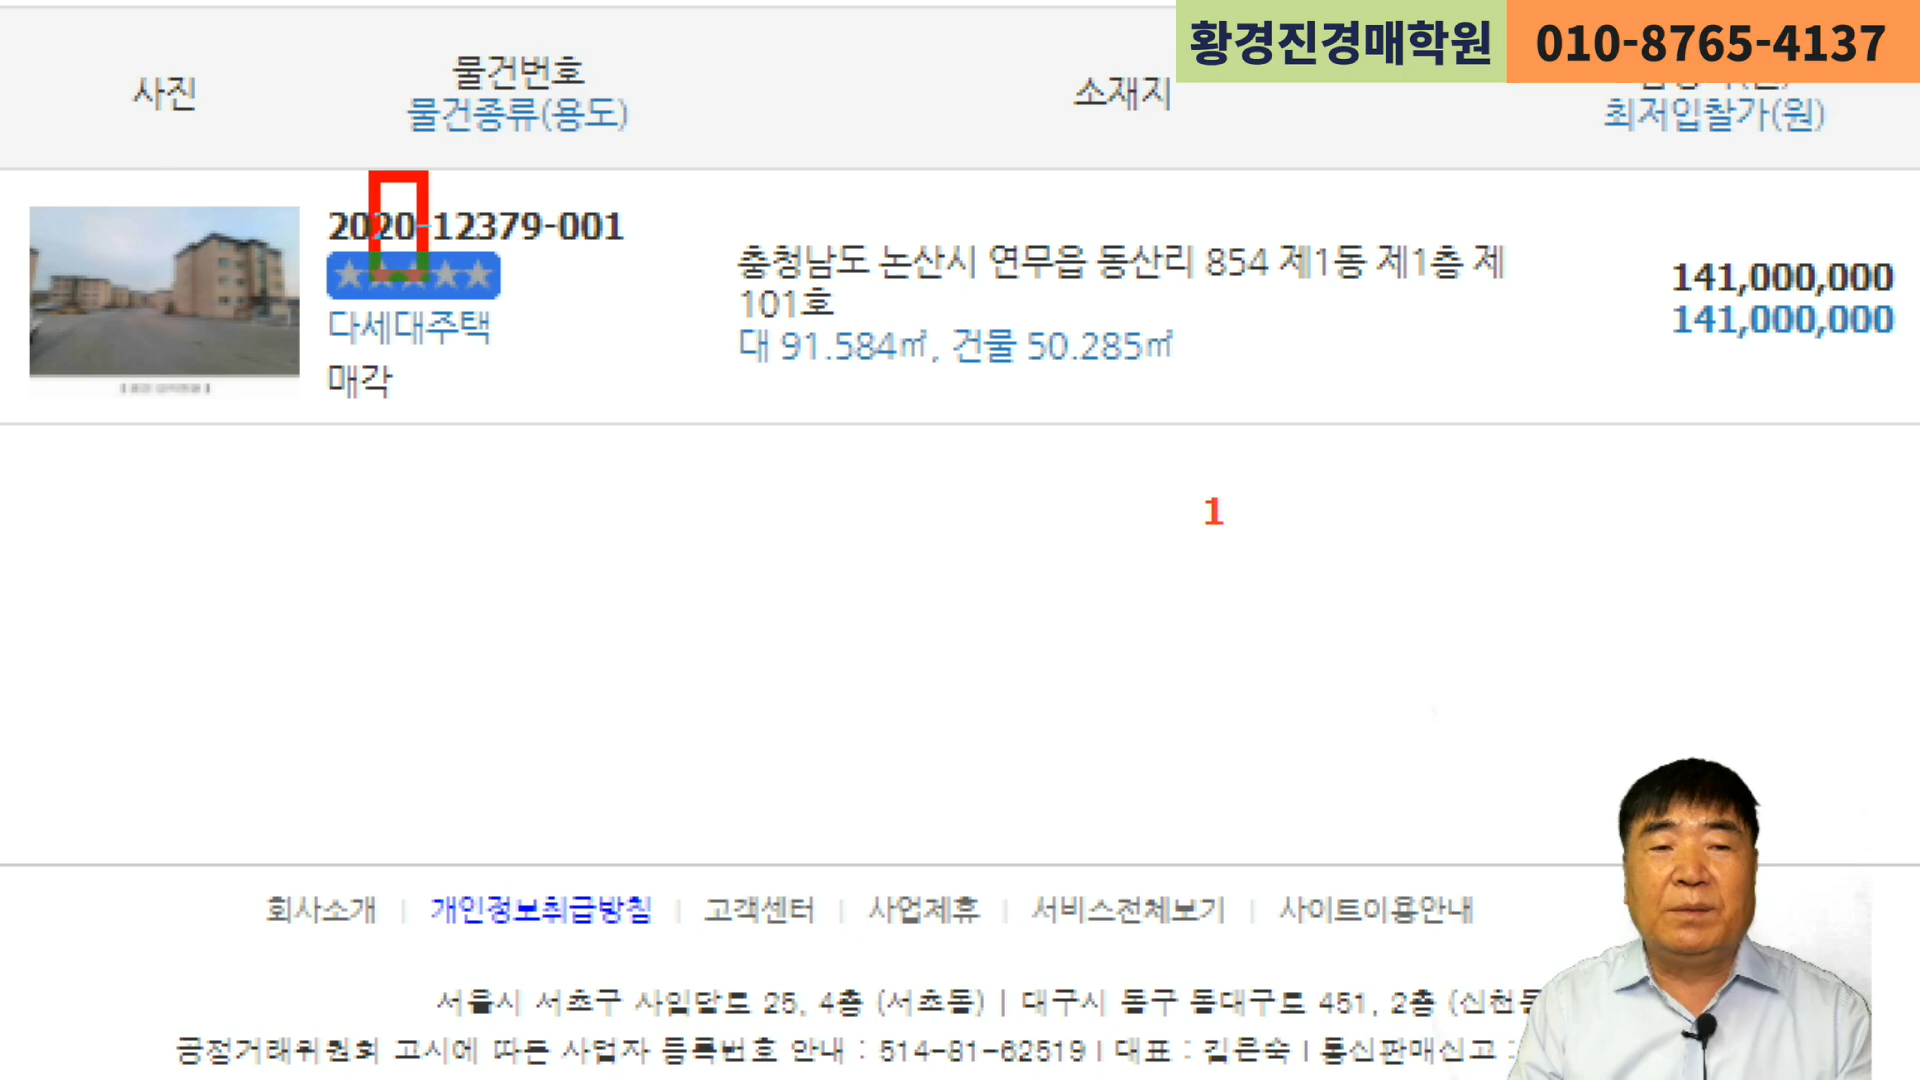 황경진경매학원 010-8765-4137
사진
물건번호
물건종류(용도)
소재지
최저입찰가(원)
2020-12379-001
다세대주택
매각
충청남도 논산시 연무읍 동산리 854 제1동 제1층 제
101호
대 91.584㎡, 건물 50.285㎡
141,000,000
141,000,000
1
회사소개 | 개인정보취급방침 | 고객센터 | 사업제휴 | 서비스전체보기 | 사이트이용안내
서울시 서초구 사임당로 25, 4층 (서초동) | 대구시 동구 동대구로 451, 2층 (신천동
공정거래위원회 고시에 따른 사업자 등록번호 안내 : 514-81-62519 | 대표 : 김은숙 | 통신판매신고 :